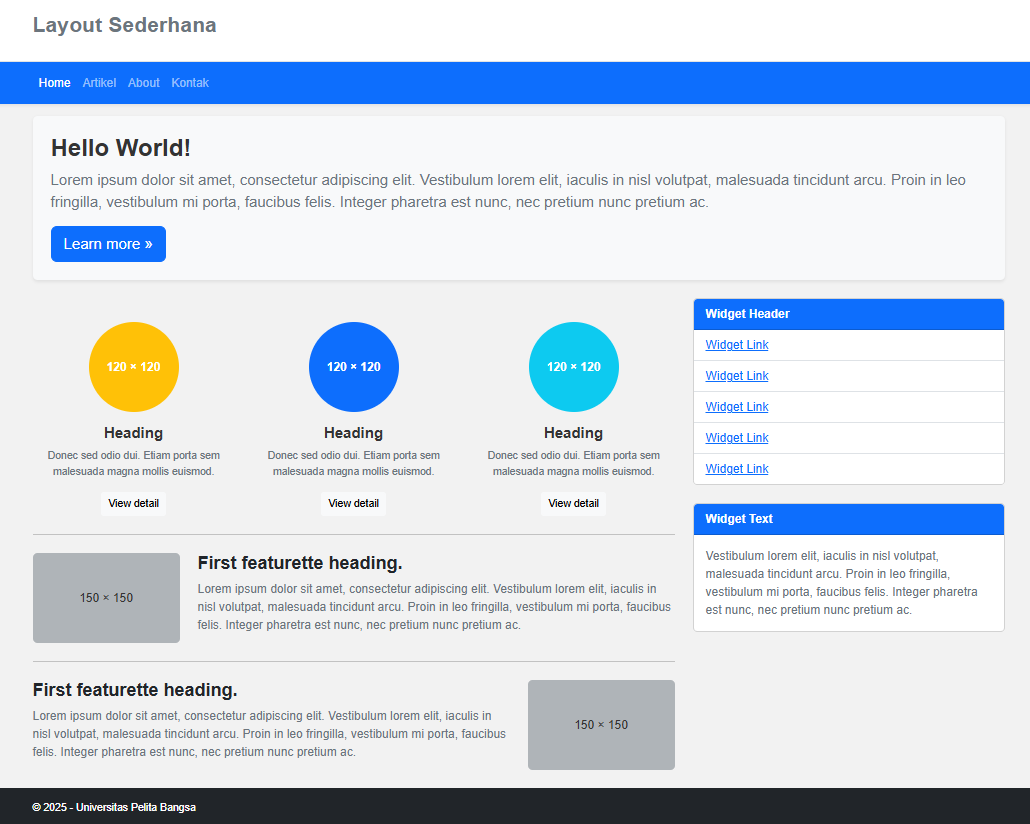 Layout Sederhana
Home Artikel About Kontak
Hello World!
Lorem ipsum dolor sit amet, consectetur adipiscing elit. Vestibulum lorem elit, iaculis in nisl volutpat, malesuada tincidunt arcu. Proin in leo
fringilla, vestibulum mi porta, faucibus felis. Integer pharetra est nunc, nec pretium nunc pretium ac.
Learn more »
120 × 120
Heading
Donec sed odio dui. Etiam porta sem
malesuada magna mollis euismod.
View detail
120 × 120
Heading
Donec sed odio dui. Etiam porta sem
malesuada magna mollis euismod.
View detail
120 × 120
Heading
Donec sed odio dui. Etiam porta sem
malesuada magna mollis euismod.
View detail
150 × 150
First featurette heading.
Lorem ipsum dolor sit amet, consectetur adipiscing elit. Vestibulum lorem elit, iaculis in
nisl volutpat, malesuada tincidunt arcu. Proin in leo fringilla, vestibulum mi porta, faucibus
felis. Integer pharetra est nunc, nec pretium nunc pretium ac.
First featurette heading.
Lorem ipsum dolor sit amet, consectetur adipiscing elit. Vestibulum lorem elit, iaculis in
nisl volutpat, malesuada tincidunt arcu. Proin in leo fringilla, vestibulum mi porta, faucibus
felis. Integer pharetra est nunc, nec pretium nunc pretium ac.
150 × 150
Widget Header
Widget Link
Widget Link
Widget Link
Widget Link
Widget Link
Widget Text
Vestibulum lorem elit, iaculis in nisl volutpat,
malesuada tincidunt arcu. Proin in leo fringilla,
vestibulum mi porta, faucibus felis. Integer pharetra
est nunc, nec pretium nunc pretium ac.
© 2025 - Universitas Pelita Bangsa